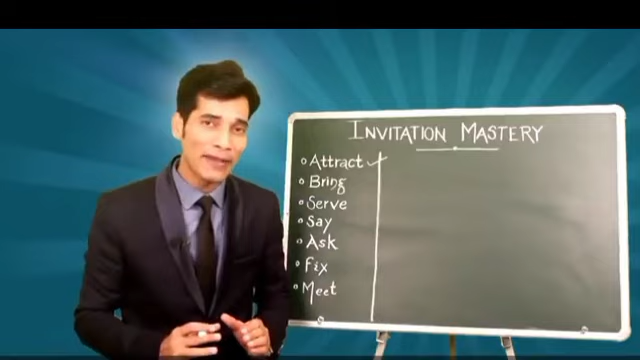 INVITATION MASTERY
Attract ✓
Bring
Serve
Say
Ask
Fix
Meet